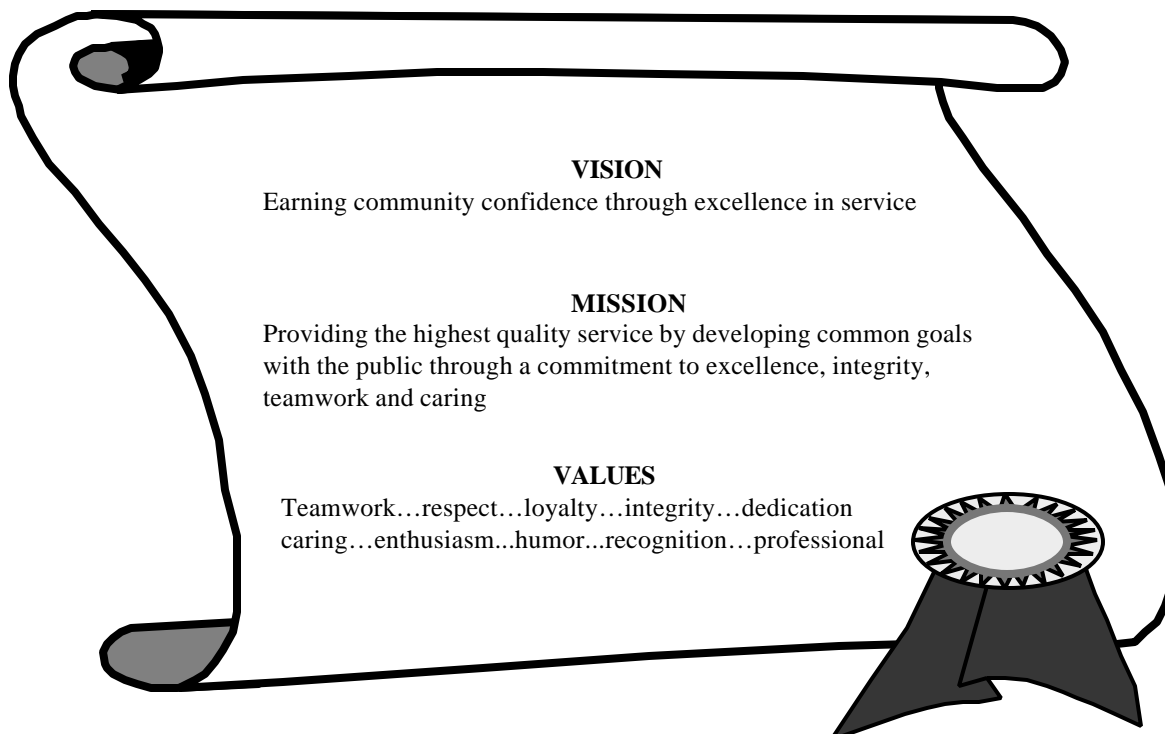 VISION
Earning community confidence through excellence in service
MISSION
Providing the highest quality service by developing common goals
with the public through a commitment to excellence, integrity,
teamwork and caring
VALUES
Teamwork…respect…loyalty…integrity…dedication
caring…enthusiasm...humor...recognition…professional